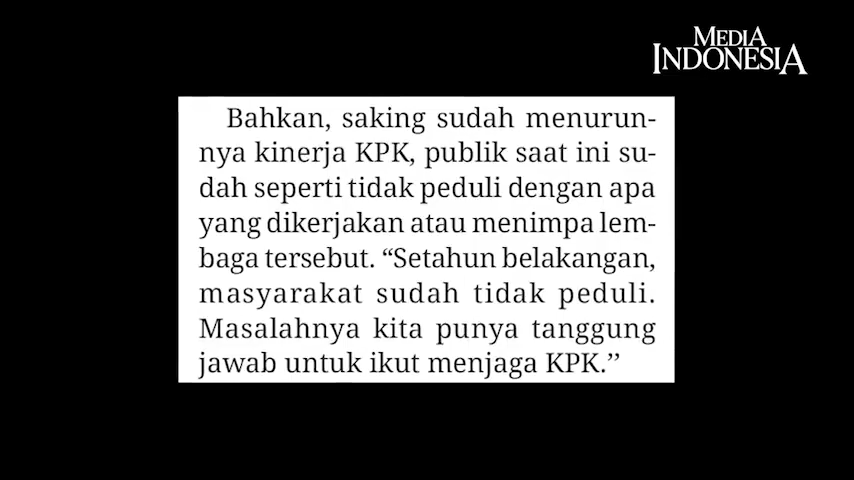 MEDIA
INDONESIA
Bahkan, saking sudah menurun-
nya kinerja KPK, publik saat ini su-
dah seperti tidak peduli dengan apa
yang dikerjakan atau menimpa lem-
baga tersebut. “Setahun belakangan,
masyarakat sudah tidak peduli.
Masalahnya kita punya tanggung
jawab untuk ikut menjaga KPK.’’